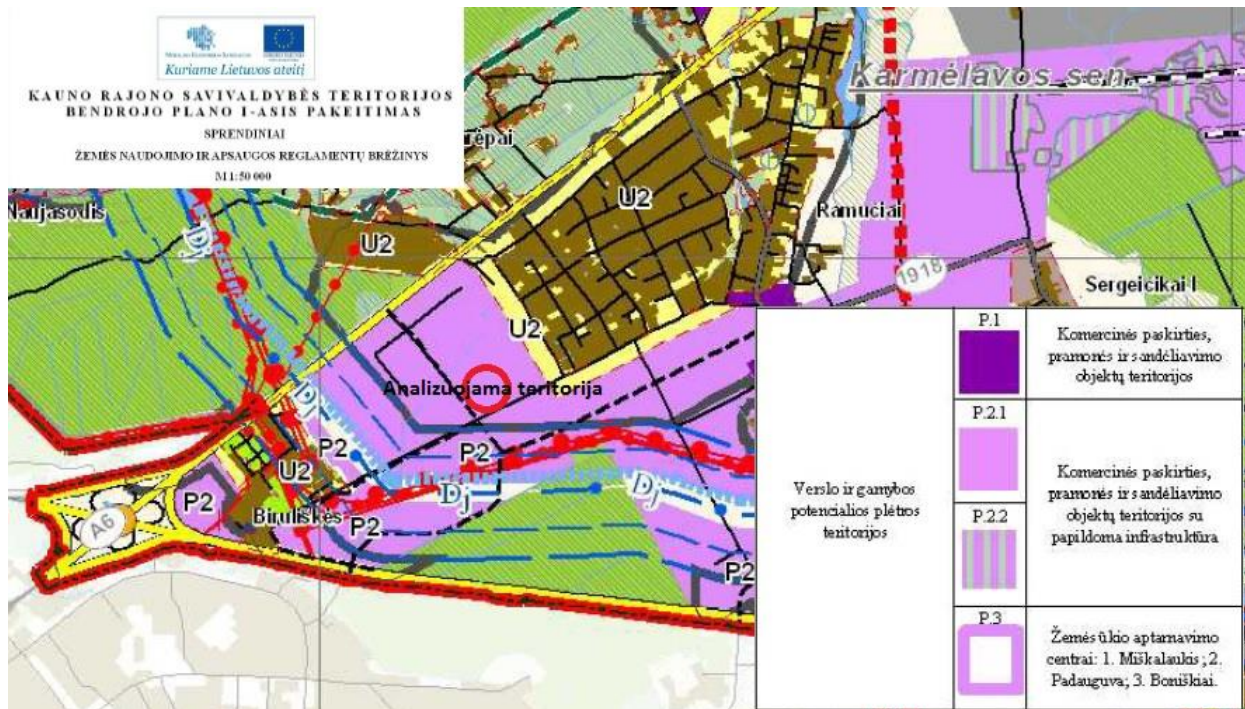 Kuriame Lietuvos ateitį
KAUNO RAJONO SAVIVALDYBĖS TERITORIJOS
BENDROJO PLANO I-ASIS PAKEITIMAS
SPRENDINIAI
ŽEMĖS NAUDOJIMO IR APSAUGOS REGLAMENTŲ BRĖŽINYS
M 1:50 000
Karmėlavos sen.
rėpai
U2
Naujasodis
Ramučiai
Dj
U2
1918
Sergeicikai I
U2
Analizuojama teritorija
Dj
P2
P2
U2
Dj
Dj
P2
A6
Biruliškės
P2
P2
Verslo ir gamybos
potencialios plėtros
teritorijos
P.1
Komercinės paskirties,
pramonės ir sandėliavimo
objektų teritorijos
P.2.1
P.2.2
Komercinės paskirties,
pramonės ir sandėliavimo
objektų teritorijos su
papildoma infrastruktūra
P.3
Žemės ūkio aptarnavimo
centrai: 1. Miškalaukis; 2.
Padauguva; 3. Boniškiai.